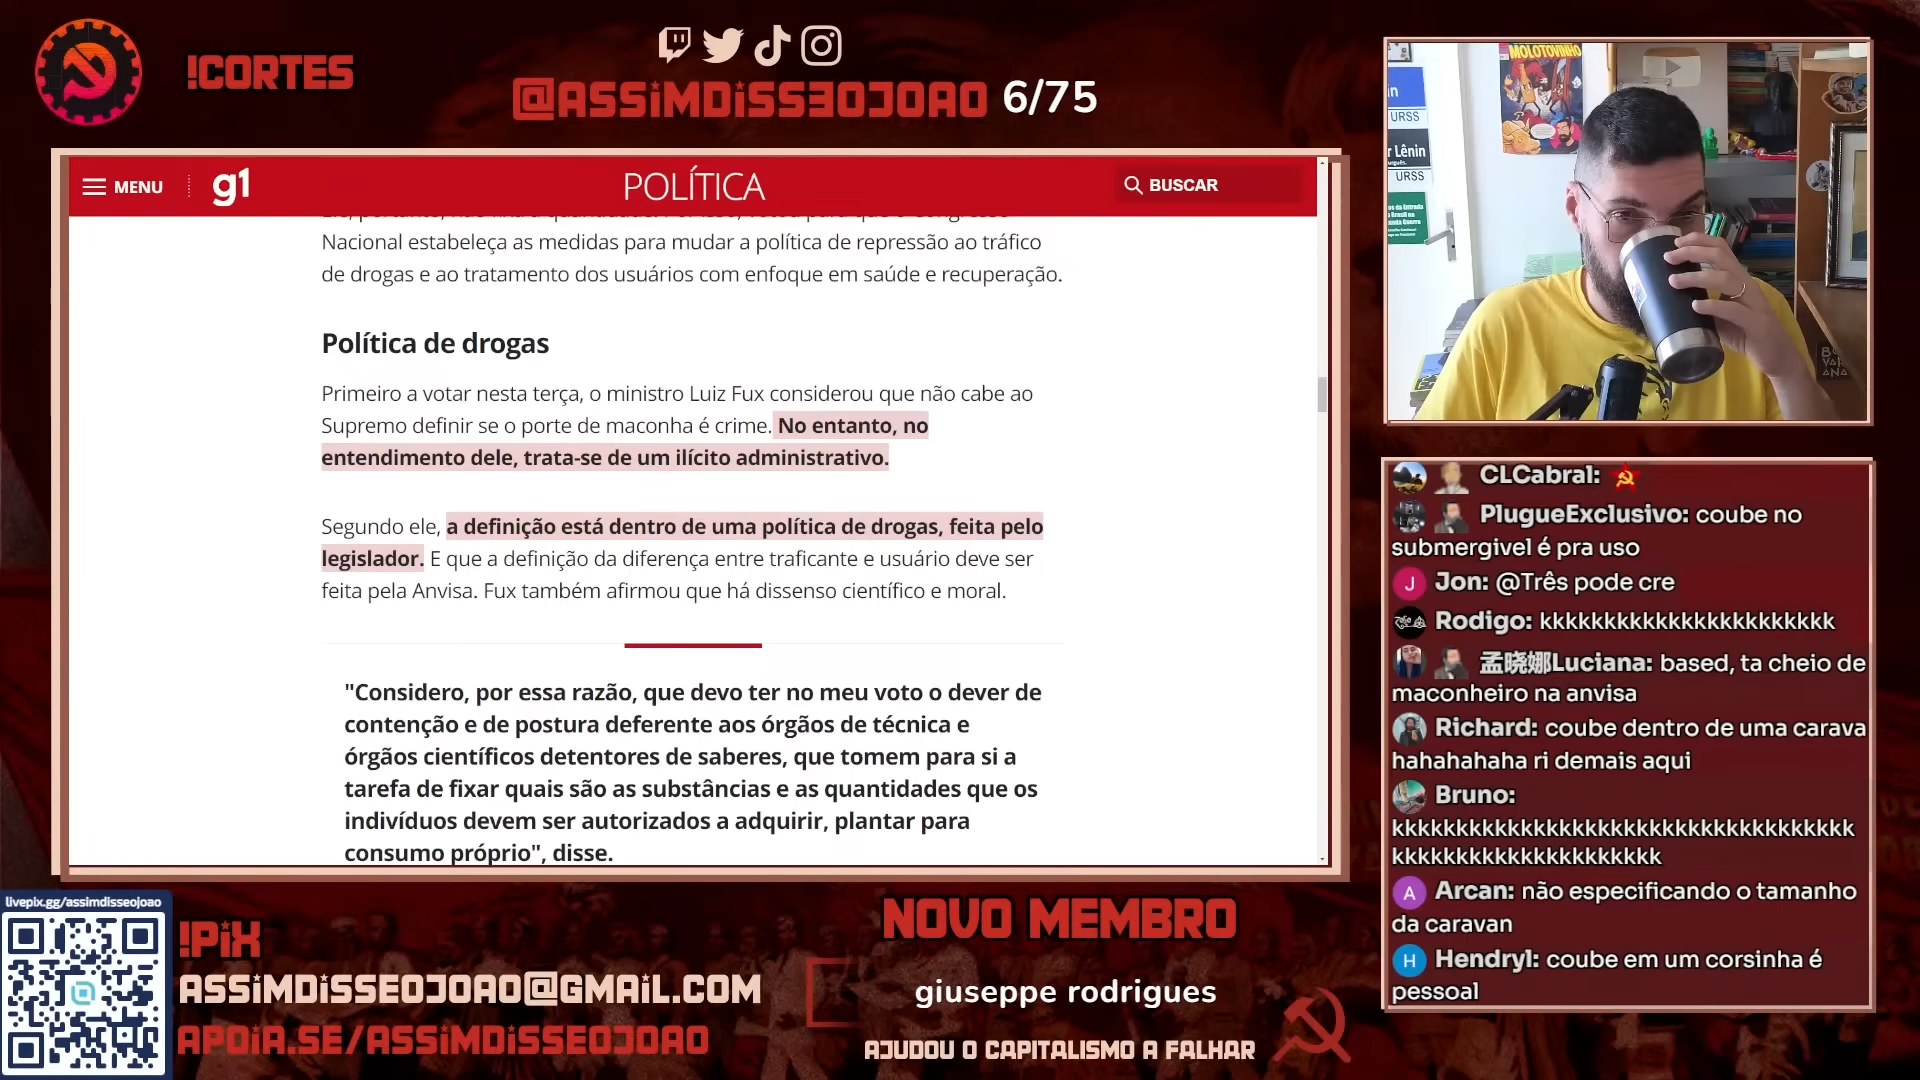 !CORTES
@ASSIMDISSEOJOAO 6/75
MENU
g1
POLÍTICA
BUSCAR
Nacional estabeleça as medidas para mudar a política de repressão ao tráfico
de drogas e ao tratamento dos usuários com enfoque em saúde e recuperação.
Política de drogas
Primeiro a votar nesta terça, o ministro Luiz Fux considerou que não cabe ao
Supremo definir se o porte de maconha é crime. No entanto, no
entendimento dele, trata-se de um ilícito administrativo.
Segundo ele, a definição está dentro de uma política de drogas, feita pelo
legislador. E que a definição da diferença entre traficante e usuário deve ser
feita pela Anvisa. Fux também afirmou que há dissenso científico e moral.
"Considero, por essa razão, que devo ter no meu voto o dever de
contenção e de postura deferente aos órgãos de técnica e
órgãos científicos detentores de saberes, que tomem para si a
tarefa de fixar quais são as substâncias e as quantidades que os
indivíduos devem ser autorizados a adquirir, plantar para
consumo próprio", disse.
MOLOTOVINHO
URSS
Lênin
URSS
CLCabral:
PlugueExclusivo: coube no
submergivel é pra uso
J Jon: @Três pode cre
Rodigo: kkkkkkkkkkkkkkkkkkkkkkk
孟晓娜Luciana: based, ta cheio de
maconheiro na anvisa
Richard: coube dentro de uma carava
hahahahaha ri demais aqui
Bruno:
kkkkkkkkkkkkkkkkkkkkkkkkkkkkkkkkkkkk
kkkkkkkkkkkkkkkkkkkkk
A Arcan: não especificando o tamanho
da caravan
H Hendryl: coube em um corsinha é
pessoal
livepix.gg/assimdisseojoao
!PIX
ASSIMDISSEOJOAO@GMAIL.COM
APOIA.SE/ASSIMDISSEOJOAO
NOVO MEMBRO
giuseppe rodrigues
AJUDOU O CAPITALISMO A FALHAR